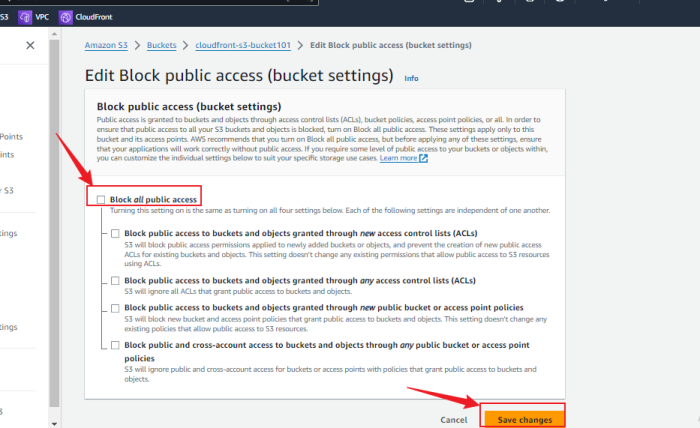 S3 VPC CloudFront
Amazon S3 > Buckets > cloudfront-s3-bucket101 > Edit Block public access (bucket settings)
Edit Block public access (bucket settings) Info
Block public access (bucket settings)
Public access is granted to buckets and objects through access control lists (ACLs), bucket policies, access point policies, or all. In order to
ensure that public access to all your S3 buckets and objects is blocked, turn on Block all public access. These settings apply only to this
bucket and its access points. AWS recommends that you turn on Block all public access, but before applying any of these settings, ensure
that your applications will work correctly without public access. If you require some level of public access to your buckets or objects within,
you can customize the individual settings below to suit your specific storage use cases. Learn more
Points
ints
r S3
tings
tings
3
Block all public access
Turning this setting on is the same as turning on all four settings below. Each of the following settings are independent of one another.
Block public access to buckets and objects granted through new access control lists (ACLs)
S3 will block public access permissions applied to newly added buckets or objects, and prevent the creation of new public access
ACLs for existing buckets and objects. This setting doesn't change any existing permissions that allow public access to S3 resources
using ACLs.
Block public access to buckets and objects granted through any access control lists (ACLs)
S3 will ignore all ACLs that grant public access to buckets and objects.
Block public access to buckets and objects granted through new public bucket or access point policies
S3 will block new bucket and access point policies that grant public access to buckets and objects. This setting doesn't change any
existing policies that allow public access to S3 resources.
Block public and cross-account access to buckets and objects through any public bucket or access point
policies
S3 will ignore public and cross-account access for buckets or access points with policies that grant public access to buckets and
objects.
Cancel Save changes